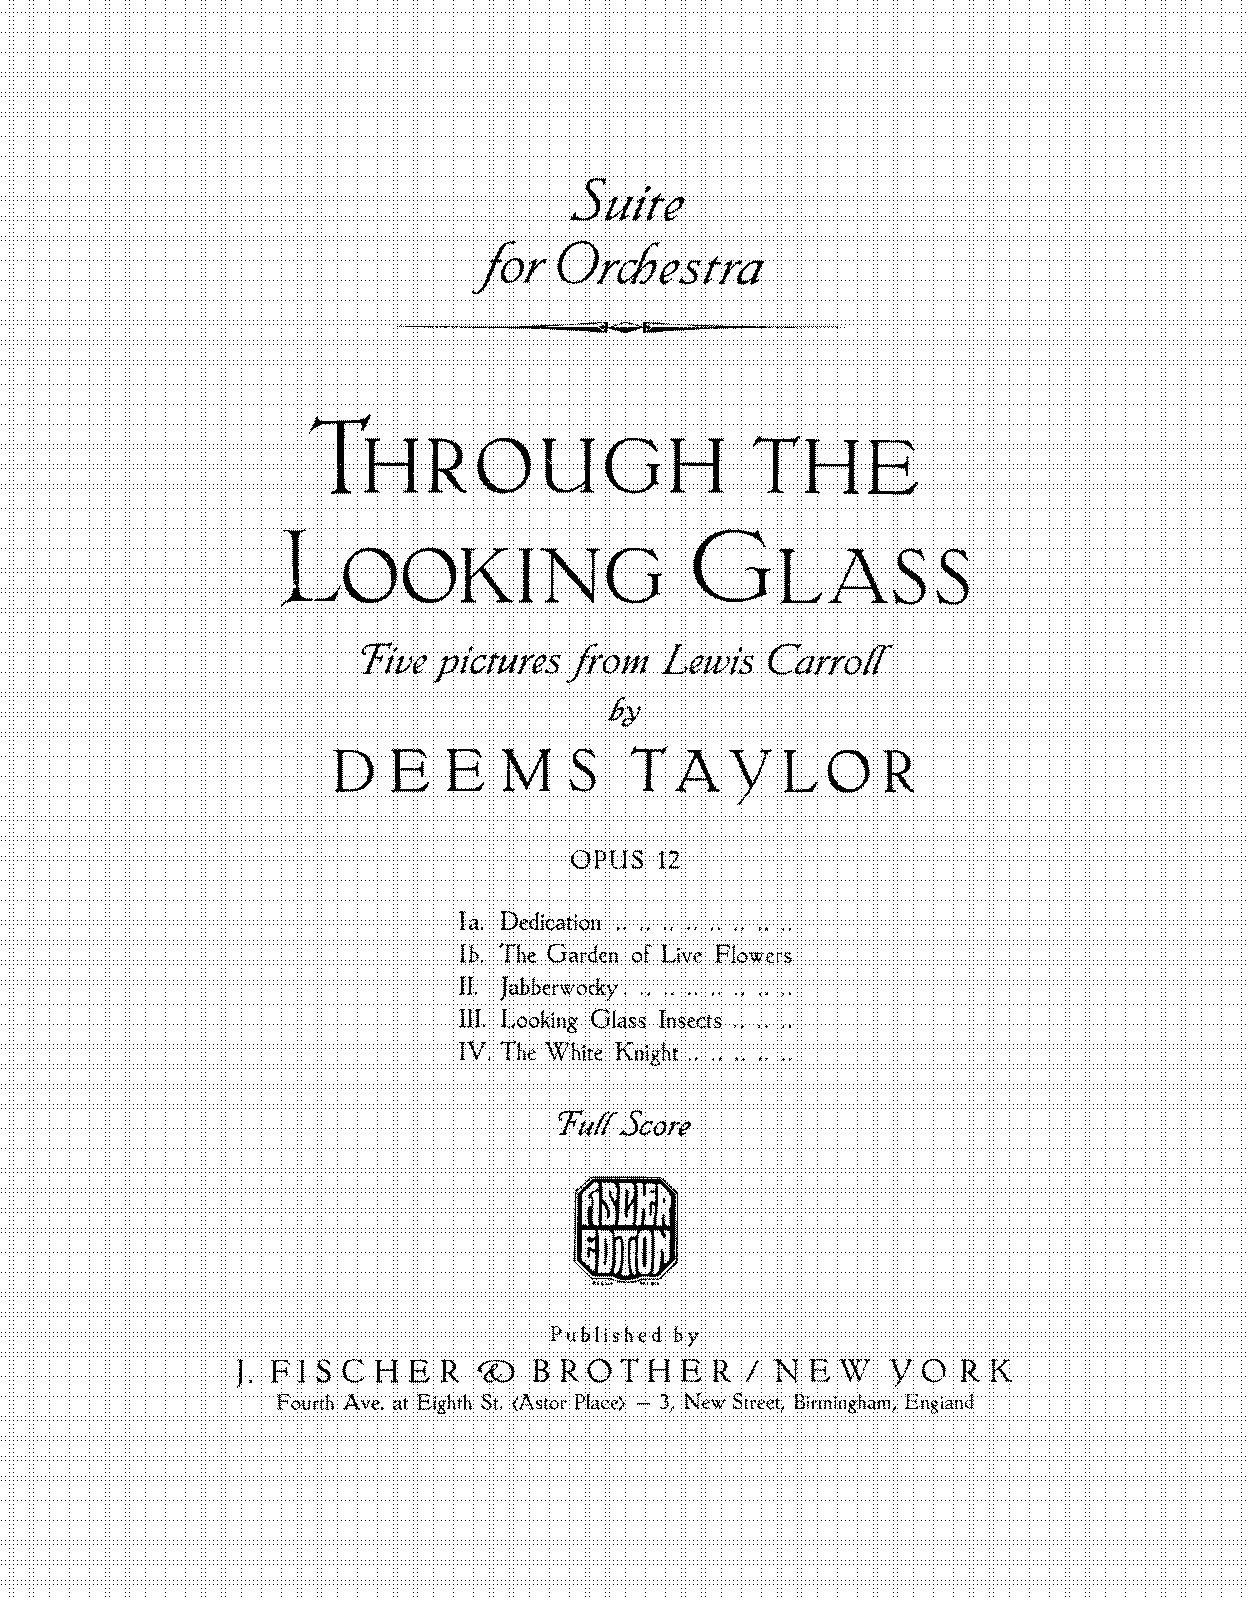 Suite
for Orchestra
THROUGH THE
LOOKING GLASS
Five pictures from Lewis Carroll
by
DEEMS TAYLOR
OPUS 12
Ia. Dedication .. .. .. .. .. .. .. ..
Ib. The Garden of Live Flowers
II. Jabberwocky . .. .. .. .. .. .. ..
III. Looking Glass Insects .. .. ..
IV. The White Knight .. .. .. .. ..
Full Score
FISCHER
EDITION
Published by
J. FISCHER & BROTHER / NEW YORK
Fourth Ave. at Eighth St. (Astor Place) — 3, New Street, Birmingham, England